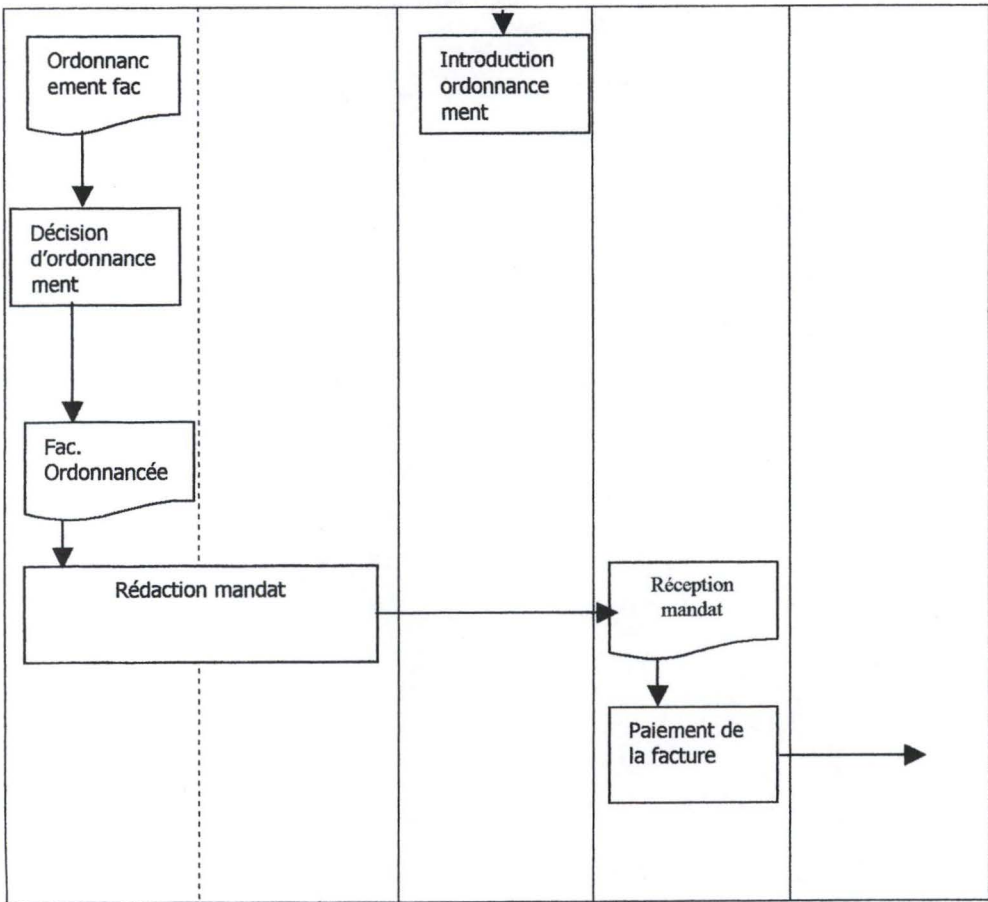 Ordonnanc
ement fac
Introduction
ordonnance
ment
Décision
d'ordonnance
ment
Fac.
Ordonnancée
Rédaction mandat
Réception
mandat
Paiement de
la facture